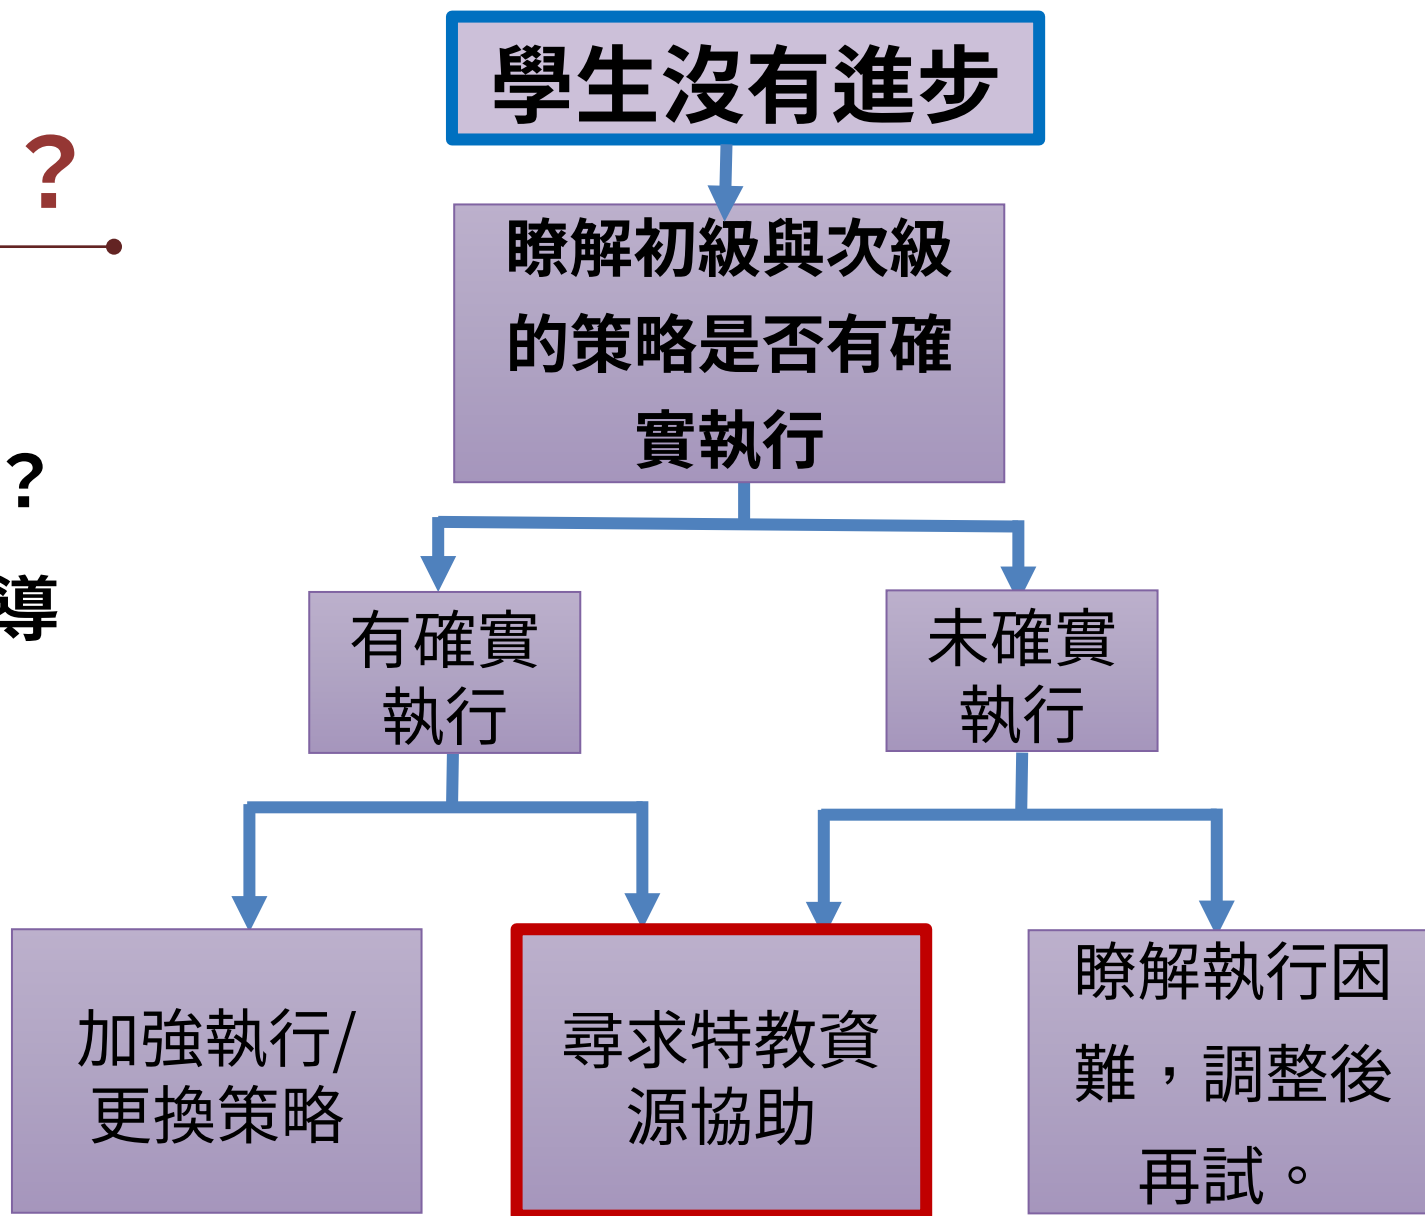 學生沒有進步
？
瞭解初級與次級
的策略是否有確
實執行
？
導
有確實
執行
未確實
執行
加強執行/
更換策略
尋求特教資
源協助
瞭解執行困
難，調整後
再試。